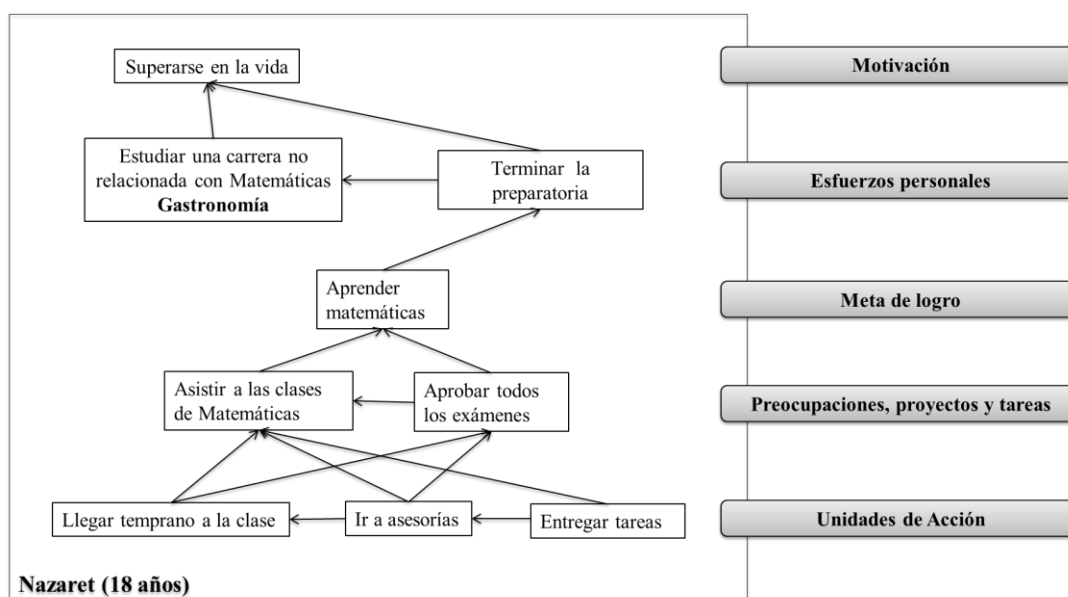 Superarse en la vida
Motivación
Estudiar una carrera no
relacionada con Matemáticas
Gastronomía
Terminar la
preparatoria
Esfuerzos personales
Aprender
matemáticas
Meta de logro
Asistir a las clases
de Matemáticas
Aprobar todos
los exámenes
Preocupaciones, proyectos y tareas
Llegar temprano a la clase
Ir a asesorías
Entregar tareas
Unidades de Acción
Nazaret (18 años)